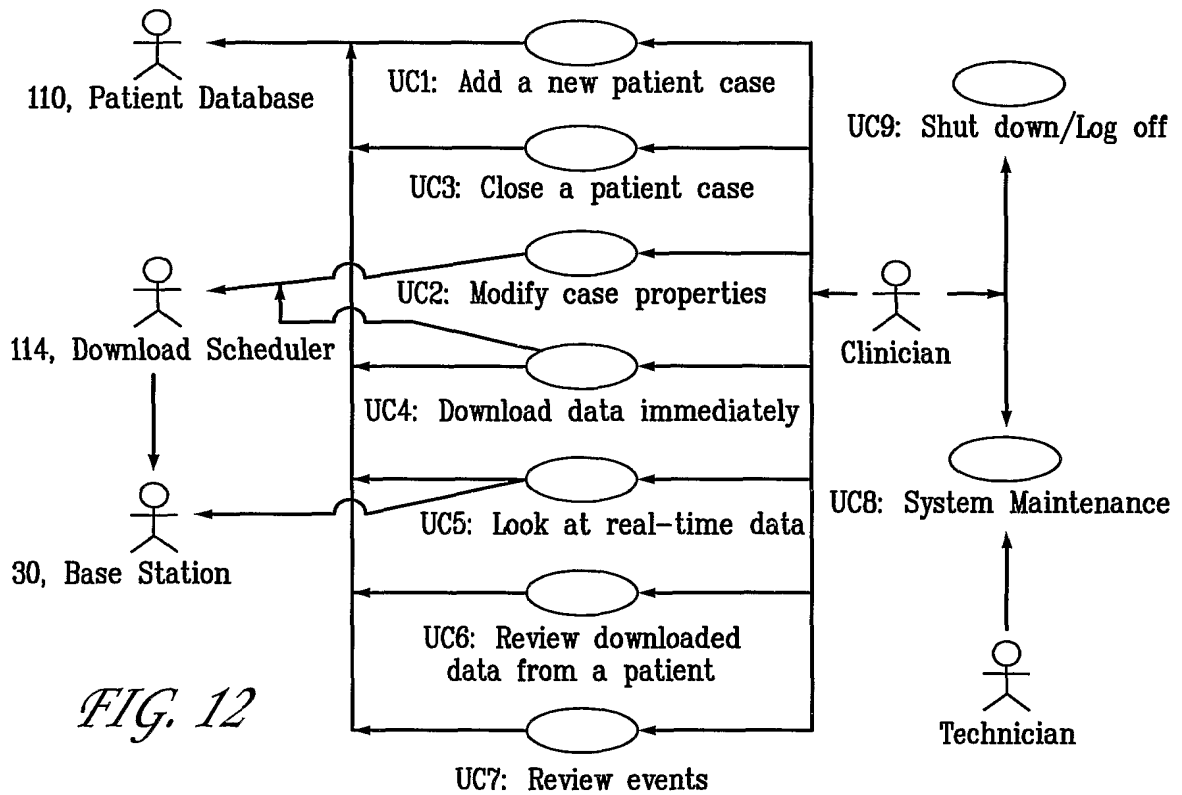 110, Patient Database
UC1: Add a new patient case
UC9: Shut down/Log off
UC3: Close a patient case
UC2: Modify case properties
114, Download Scheduler
Clinician
UC4: Download data immediately
UC8: System Maintenance
UC5: Look at real-time data
30, Base Station
UC6: Review downloaded
data from a patient
FIG. 12
Technician
UC7: Review events